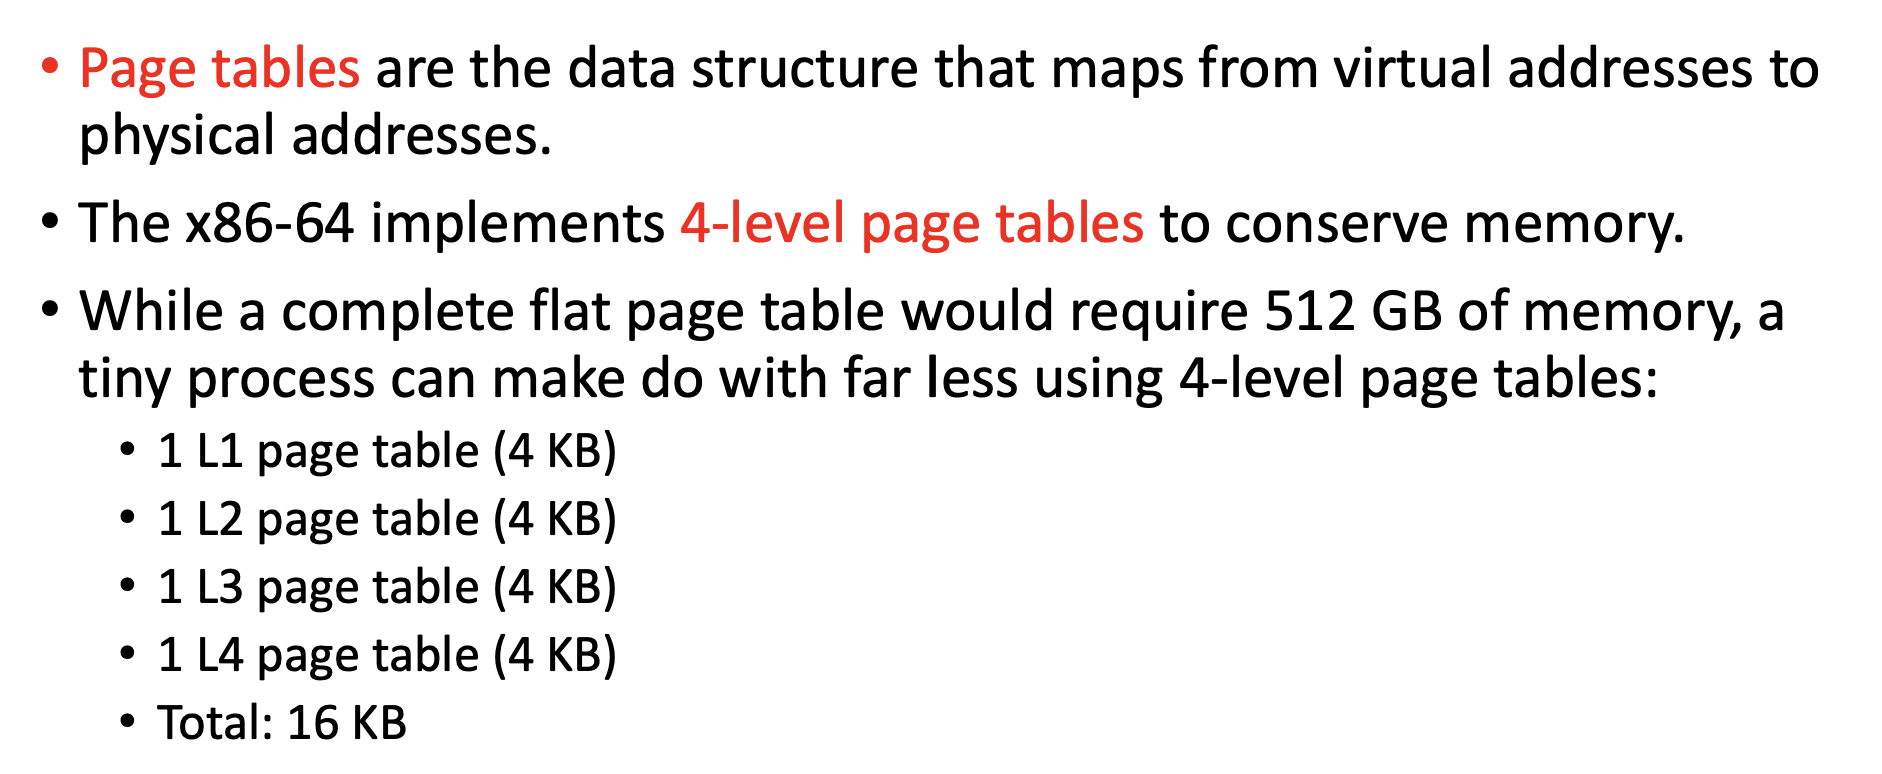 • Page tables are the data structure that maps from virtual addresses to
physical addresses.
• The x86-64 implements 4-level page tables to conserve memory.
• While a complete flat page table would require 512 GB of memory, a
tiny process can make do with far less using 4-level page tables:
• 1 L1 page table (4 KB)
• 1 L2 page table (4 KB)
• 1 L3 page table (4 KB)
• 1 L4 page table (4 KB)
• Total: 16 KB